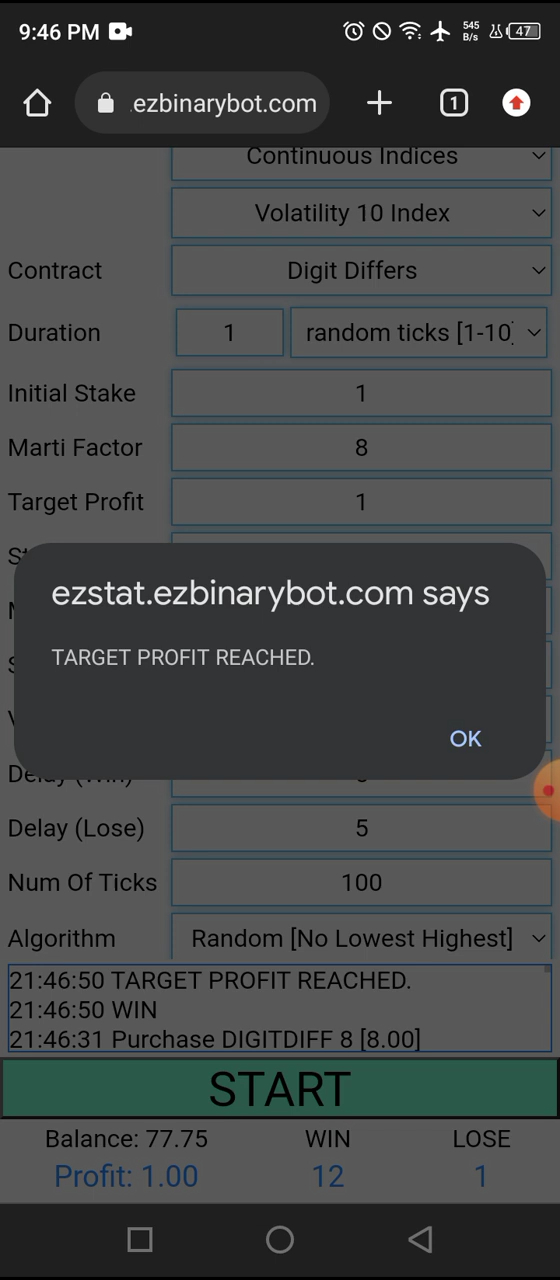 9:46 PM 545 B/s 47
.ezbinarybot.com 1
Continuous Indices
Volatility 10 Index
Contract Digit Differs
Duration 1 random ticks [1-10]
Initial Stake 1
Marti Factor 8
Target Profit 1
ezstat.ezbinarybot.com says
TARGET PROFIT REACHED.
OK
Delay (Win)
Delay (Lose) 5
Num Of Ticks 100
Algorithm Random [No Lowest Highest]
21:46:50 TARGET PROFIT REACHED.
21:46:50 WIN
21:46:31 Purchase DIGITDIFF 8 [8.00]
START
Balance: 77.75 WIN LOSE
Profit: 1.00 12 1